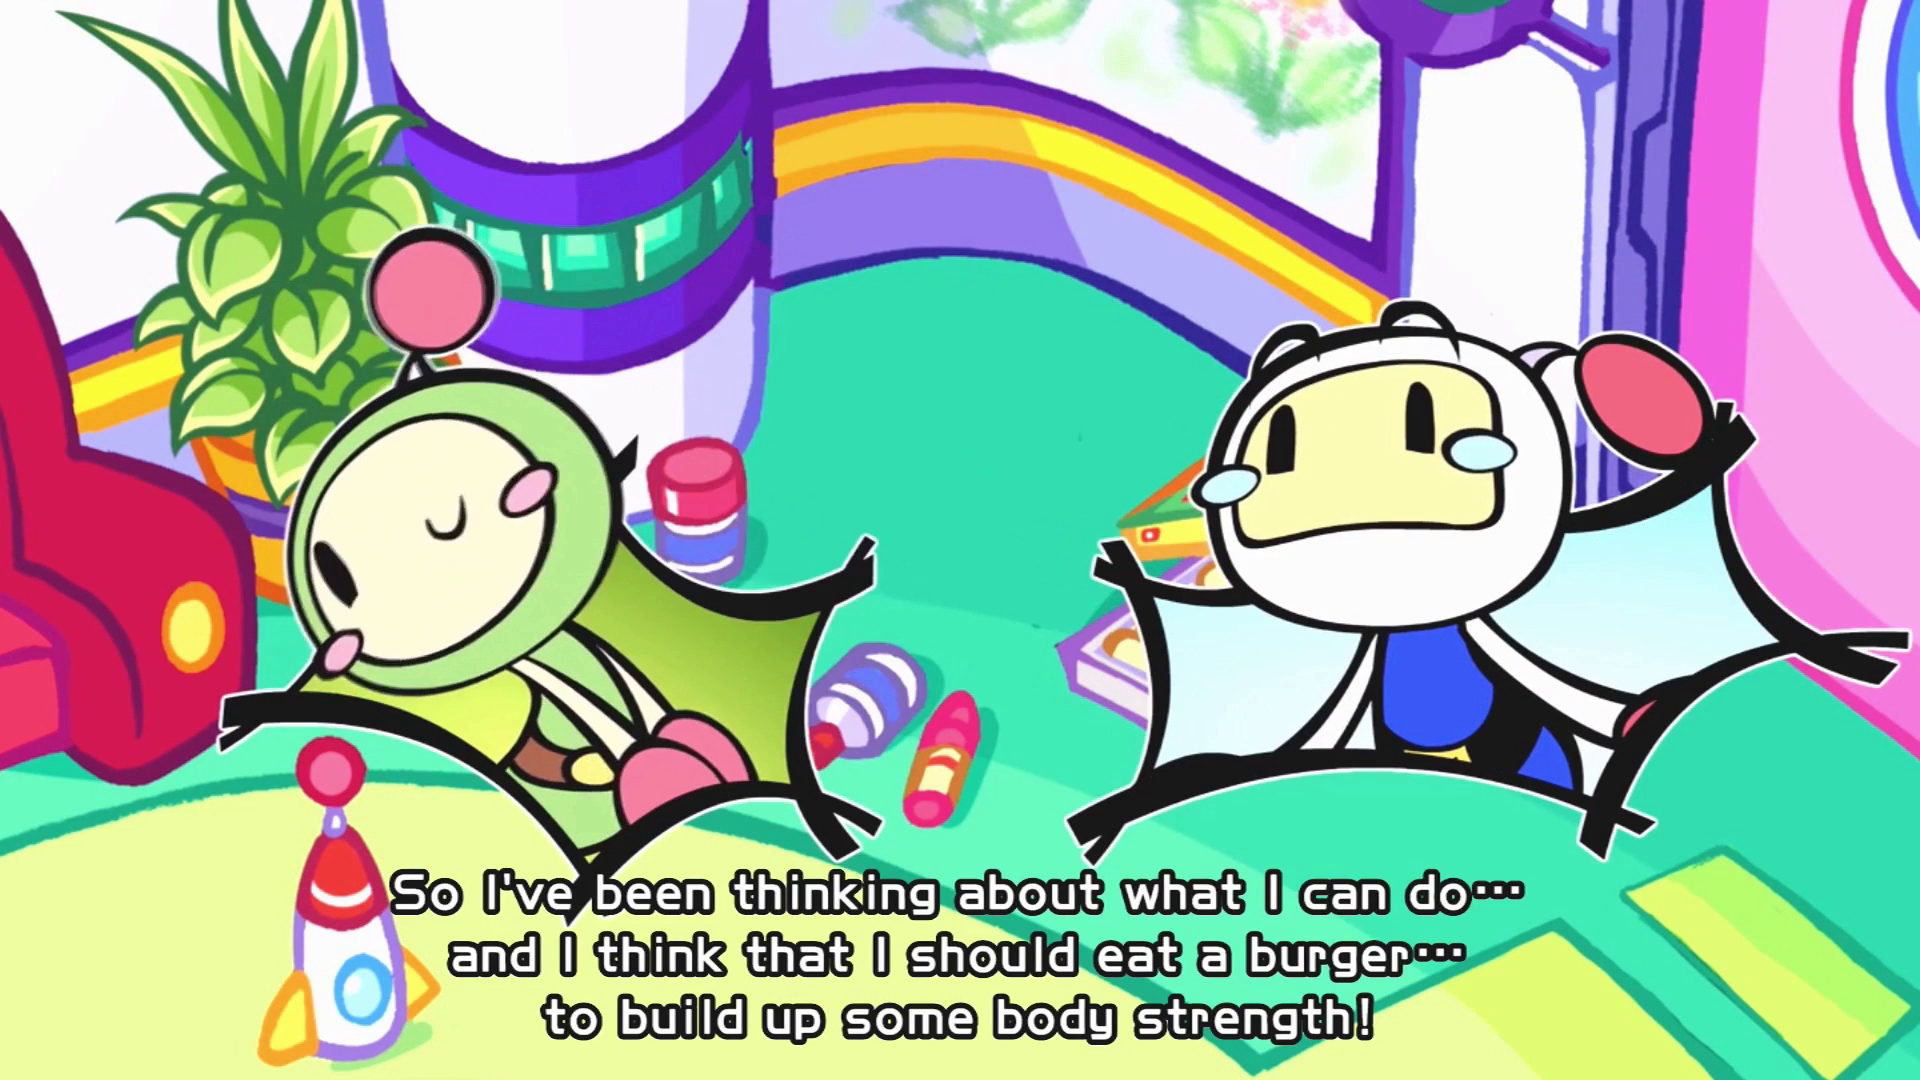 So I've been thinking about what I can do…
and I think that I should eat a burger…
to build up some body strength!